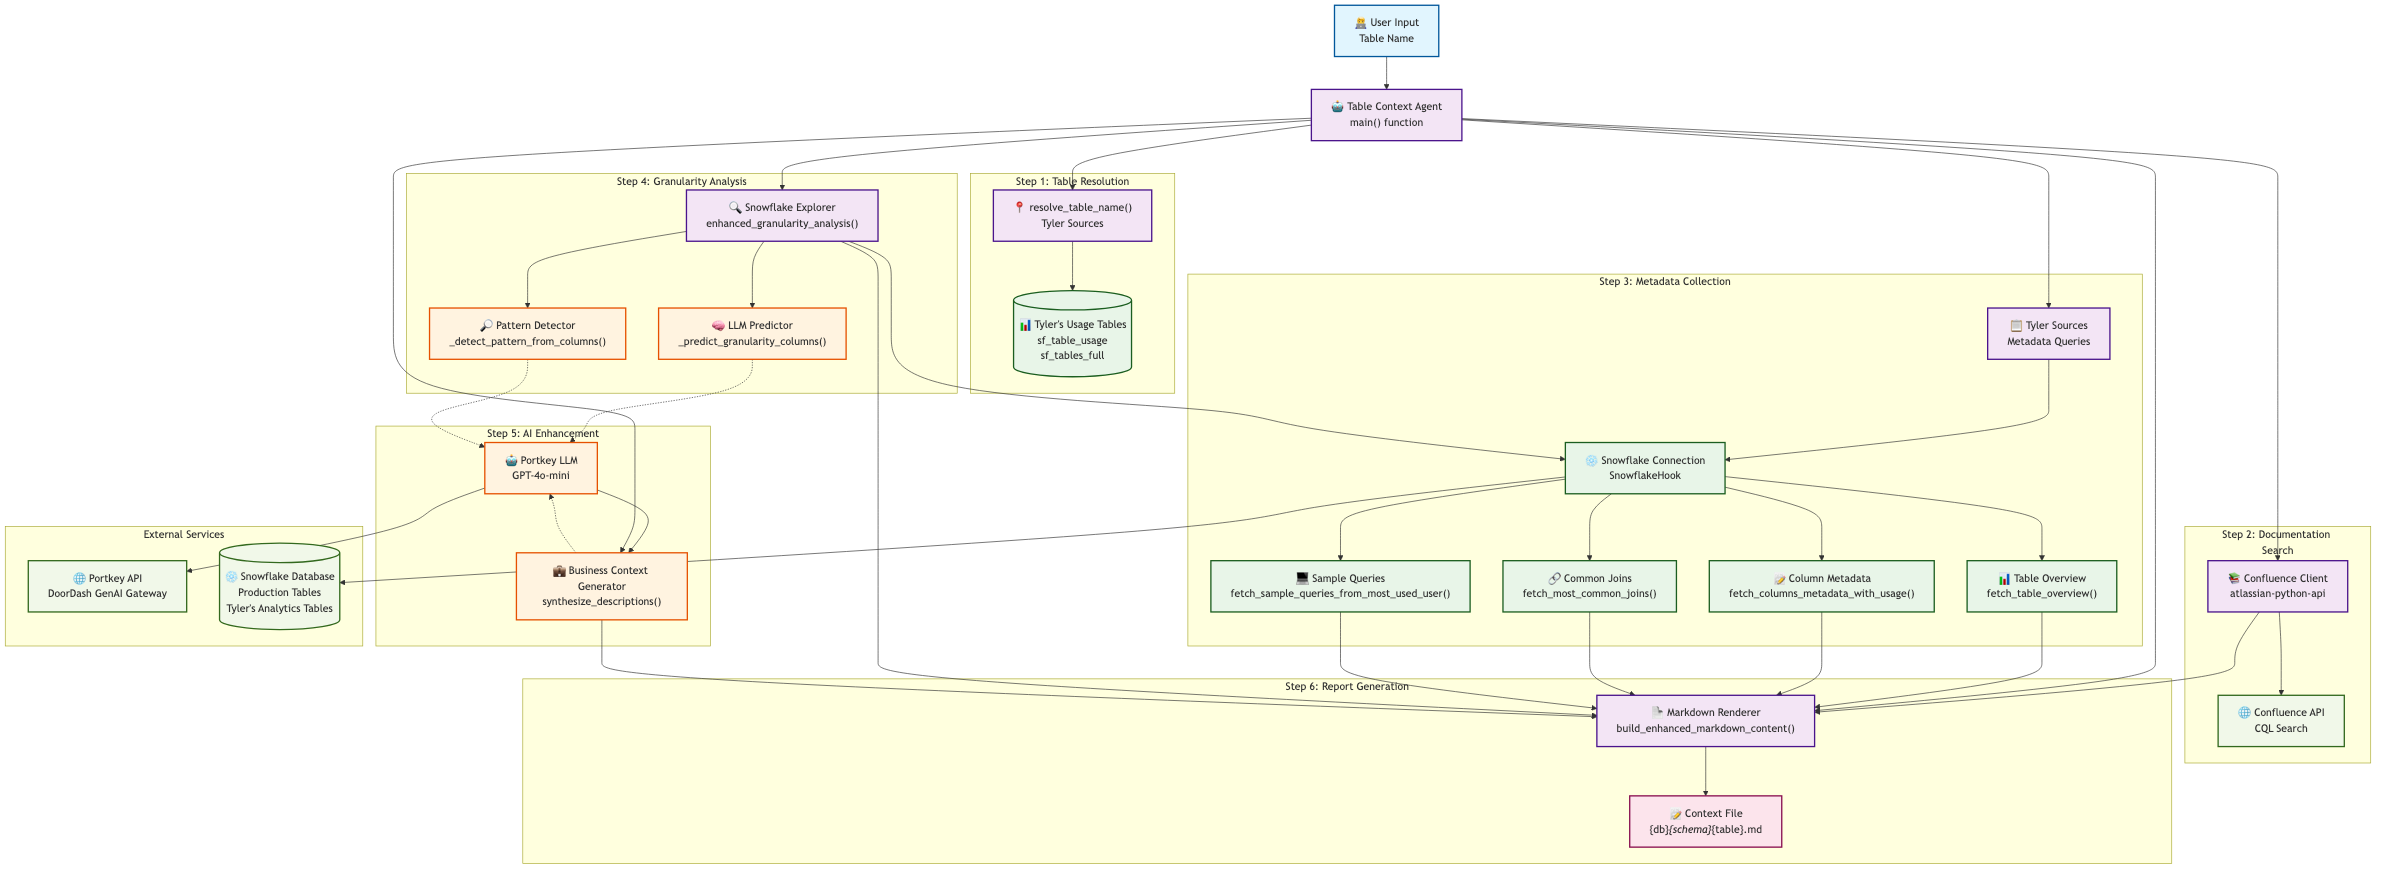 User Input
Table Name
Table Context Agent
main() function
Step 4: Granularity Analysis
Snowflake Explorer
enhanced_granularity_analysis()
Pattern Detector
_detect_pattern_from_columns()
LLM Predictor
_predict_granularity_columns()
Step 1: Table Resolution
resolve_table_name()
Tyler Sources
Tyler's Usage Tables
sf_table_usage
sf_tables_full
Step 3: Metadata Collection
Tyler Sources
Metadata Queries
Snowflake Connection
SnowflakeHook
Sample Queries
fetch_sample_queries_from_most_used_user()
Common Joins
fetch_most_common_joins()
Column Metadata
fetch_columns_metadata_with_usage()
Table Overview
fetch_table_overview()
Step 5: AI Enhancement
Portkey LLM
GPT-4o-mini
Business Context
Generator
synthesize_descriptions()
External Services
Portkey API
DoorDash GenAI Gateway
Snowflake Database
Production Tables
Tyler's Analytics Tables
Step 2: Documentation
Search
Confluence Client
atlassian-python-api
Confluence API
CQL Search
Step 6: Report Generation
Markdown Renderer
build_enhanced_markdown_content()
Context File
{db}{schema}{table}.md